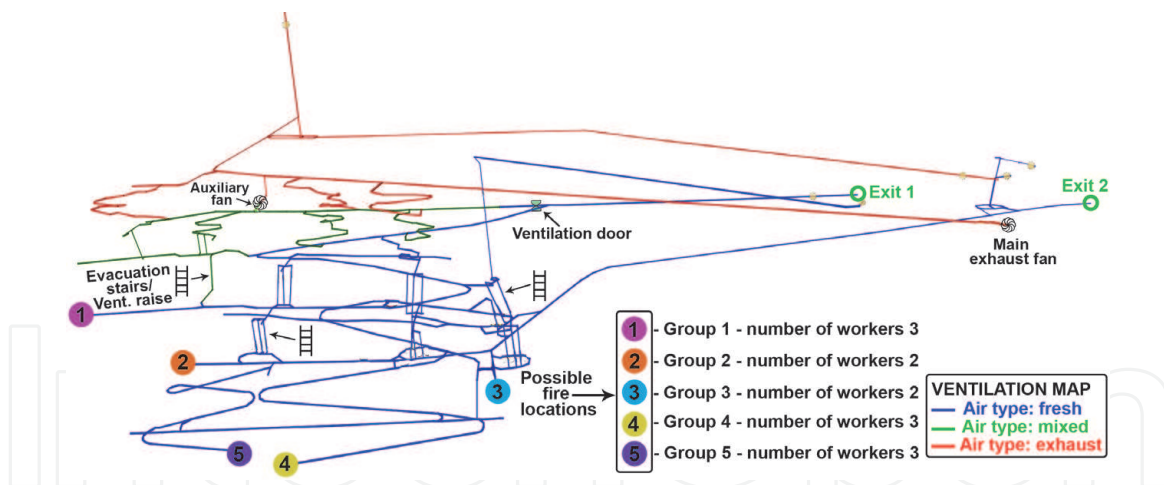 Auxiliary
fan
Exit 1
Exit 2
Ventilation door
Main
exhaust fan
Evacuation
stairs/
Vent. raise
1
2
3
Possible
fire
locations
4
5
1 - Group 1 - number of workers 3
2 - Group 2 - number of workers 2
3 - Group 3 - number of workers 2
4 - Group 4 - number of workers 3
5 - Group 5 - number of workers 3
VENTILATION MAP
Air type: fresh
Air type: mixed
Air type: exhaust